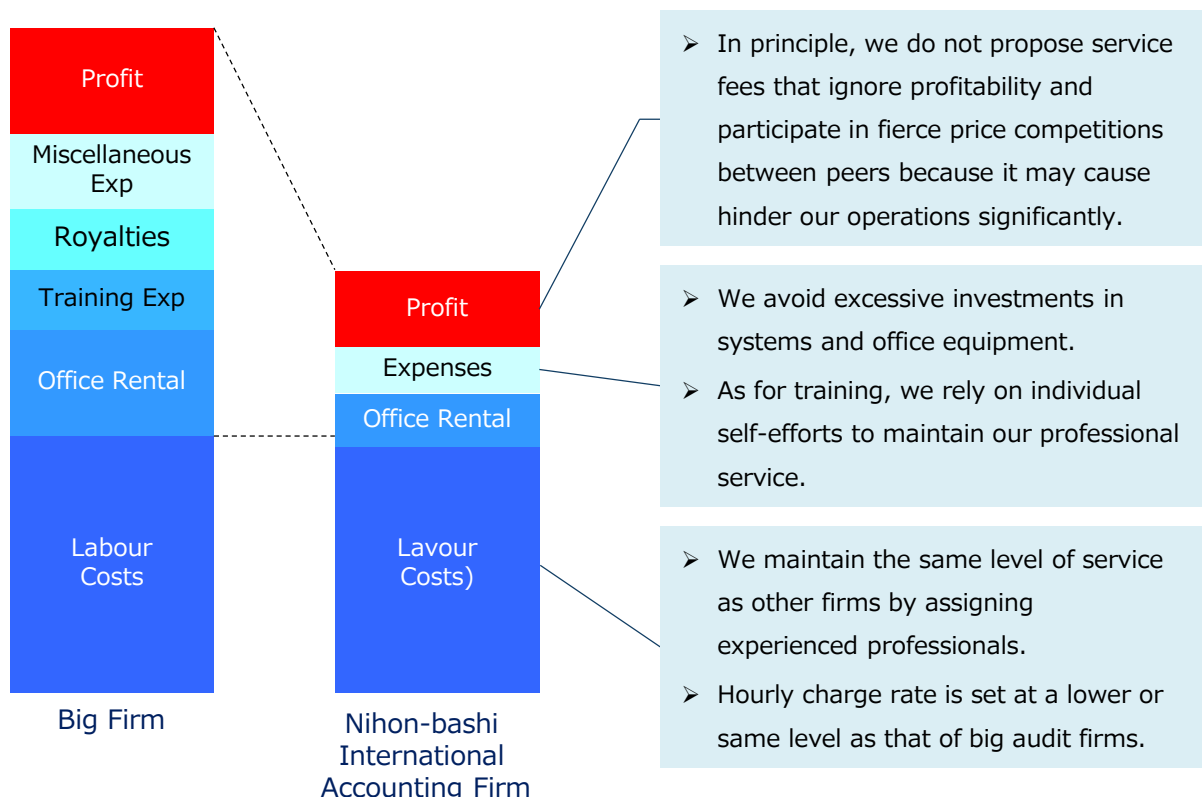 Profit
Miscellaneous
Exp
Royalties
Training Exp
Office Rental
Labour
Costs
Big Firm
Profit
Expenses
Office Rental
Lavour
Costs)
Nihon-bashi
International
Accounting Firm
➢ In principle, we do not propose service
fees that ignore profitability and
participate in fierce price competitions
between peers because it may cause
hinder our operations significantly.
➢ We avoid excessive investments in
systems and office equipment.
➢ As for training, we rely on individual
self-efforts to maintain our professional
service.
➢ We maintain the same level of service
as other firms by assigning
experienced professionals.
➢ Hourly charge rate is set at a lower or
same level as that of big audit firms.